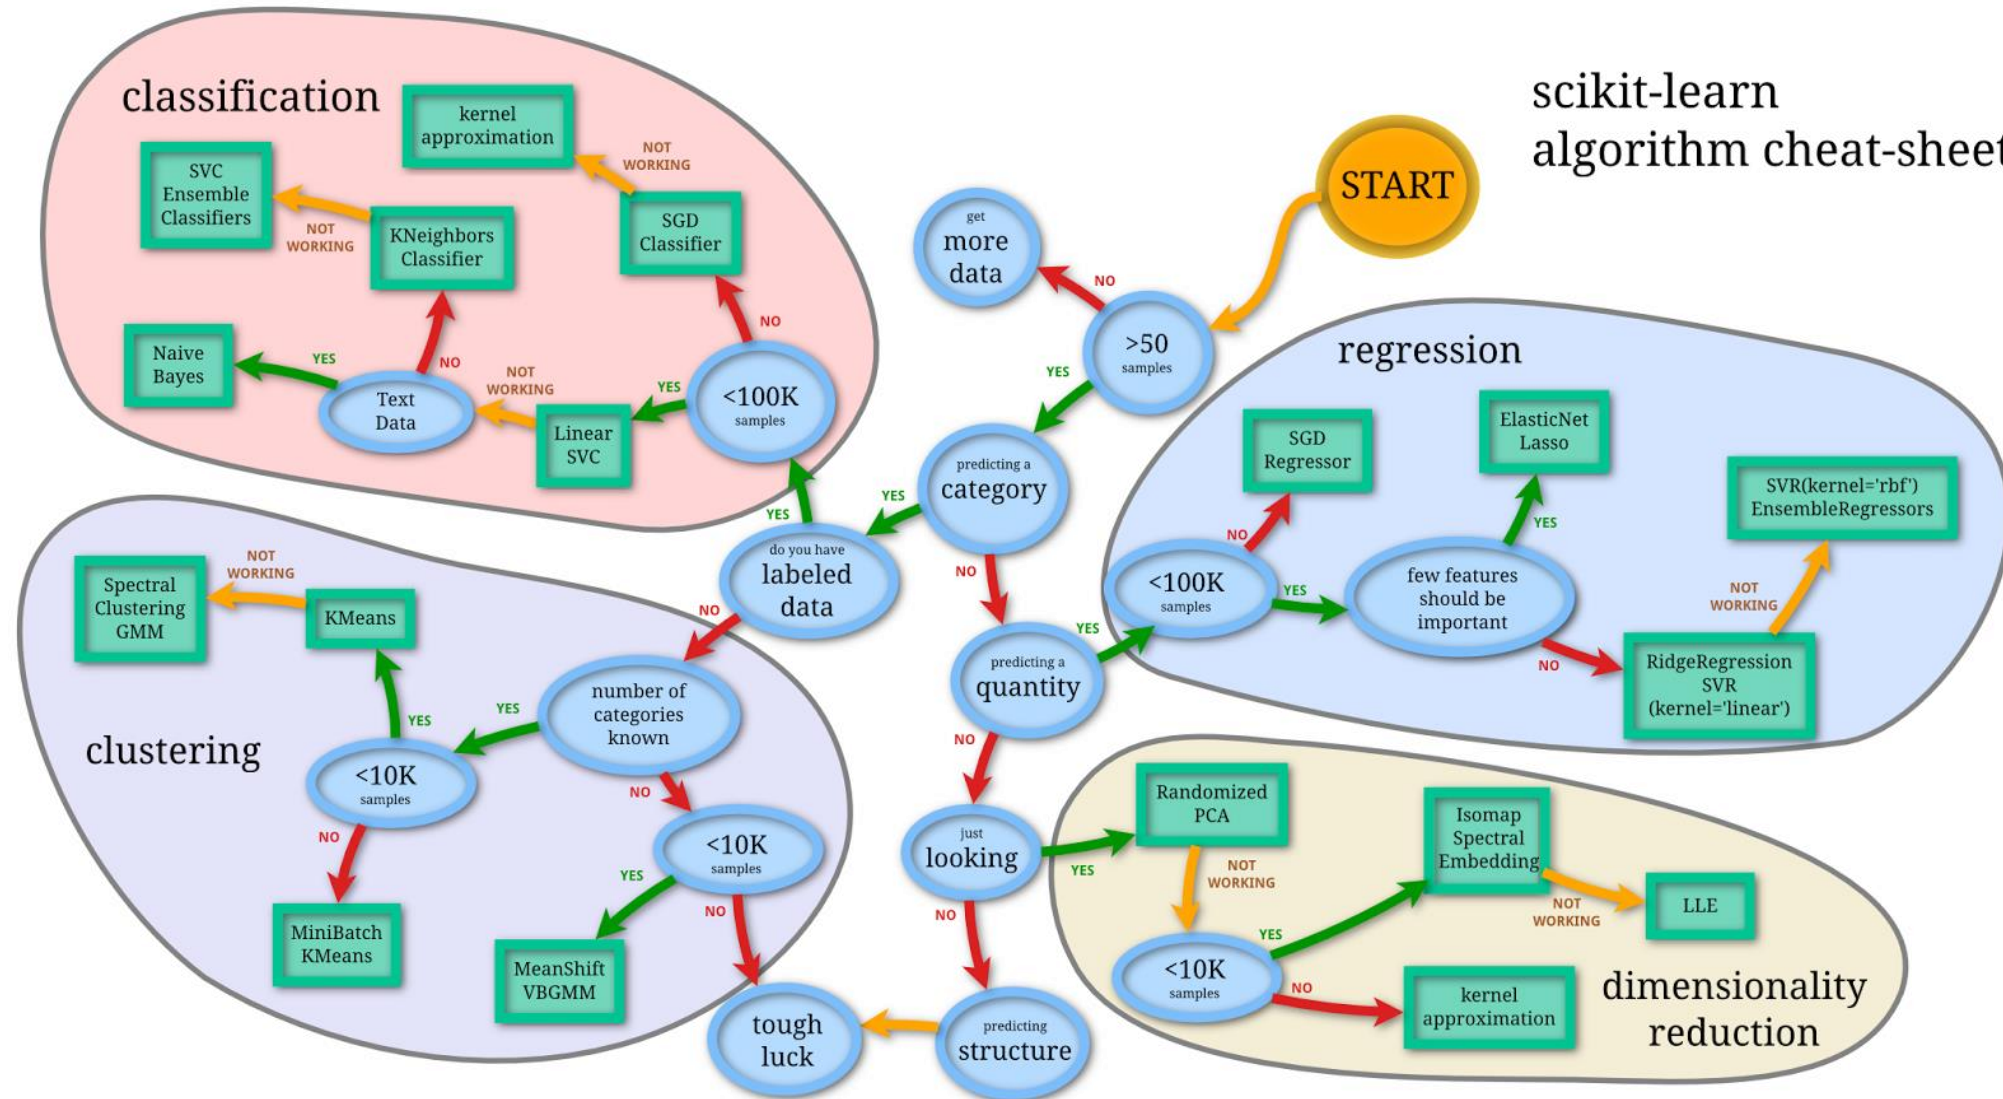 classification
kernel
approximation
NOT
WORKING
SVC
Ensemble
Classifiers
NOT
WORKING
KNeighbors
Classifier
SGD
Classifier
NO
Naive
Bayes
YES
NO
Text
Data
NOT
WORKING
Linear
SVC
YES
<100K
samples
scikit-learn
algorithm cheat-sheet
START
get
more
data
NO
>50
samples
YES
predicting a
category
YES
NO
do you have
labeled
data
YES
NO
predicting a
quantity
YES
NO
just
looking
YES
NO
predicting
structure
tough
luck
regression
SGD
Regressor
NO
<100K
samples
YES
few features
should be
important
YES
ElasticNet
Lasso
NO
RidgeRegression
SVR
(kernel='linear')
NOT
WORKING
SVR(kernel='rbf')
EnsembleRegressors
clustering
Spectral
Clustering
GMM
NOT
WORKING
KMeans
YES
<10K
samples
YES
number of
categories
known
NO
NO
MiniBatch
KMeans
<10K
samples
YES
MeanShift
VBGMM
NO
Randomized
PCA
NOT
WORKING
<10K
samples
YES
Isomap
Spectral
Embedding
NOT
WORKING
LLE
NO
kernel
approximation
dimensionality
reduction